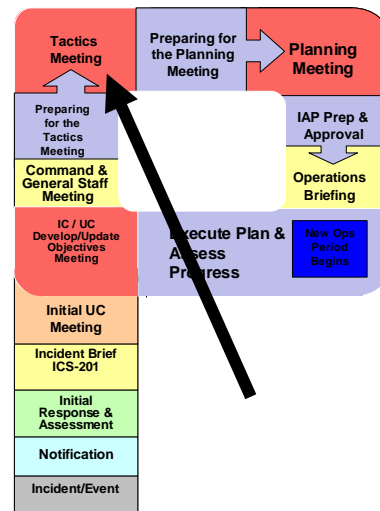 Tactics
Meeting
Preparing for
the Planning
Meeting
Planning
Meeting
Preparing
for the
Tactics
Meeting
IAP Prep &
Approval
Command &
General Staff
Meeting
Operations
Briefing
IC / UC
Develop/Update
Objectives
Meeting
Execute Plan &
Assess
Progress
New Ops
Period
Begins
Initial UC
Meeting
Incident Brief
ICS-201
Initial
Response &
Assessment
Notification
Incident/Event